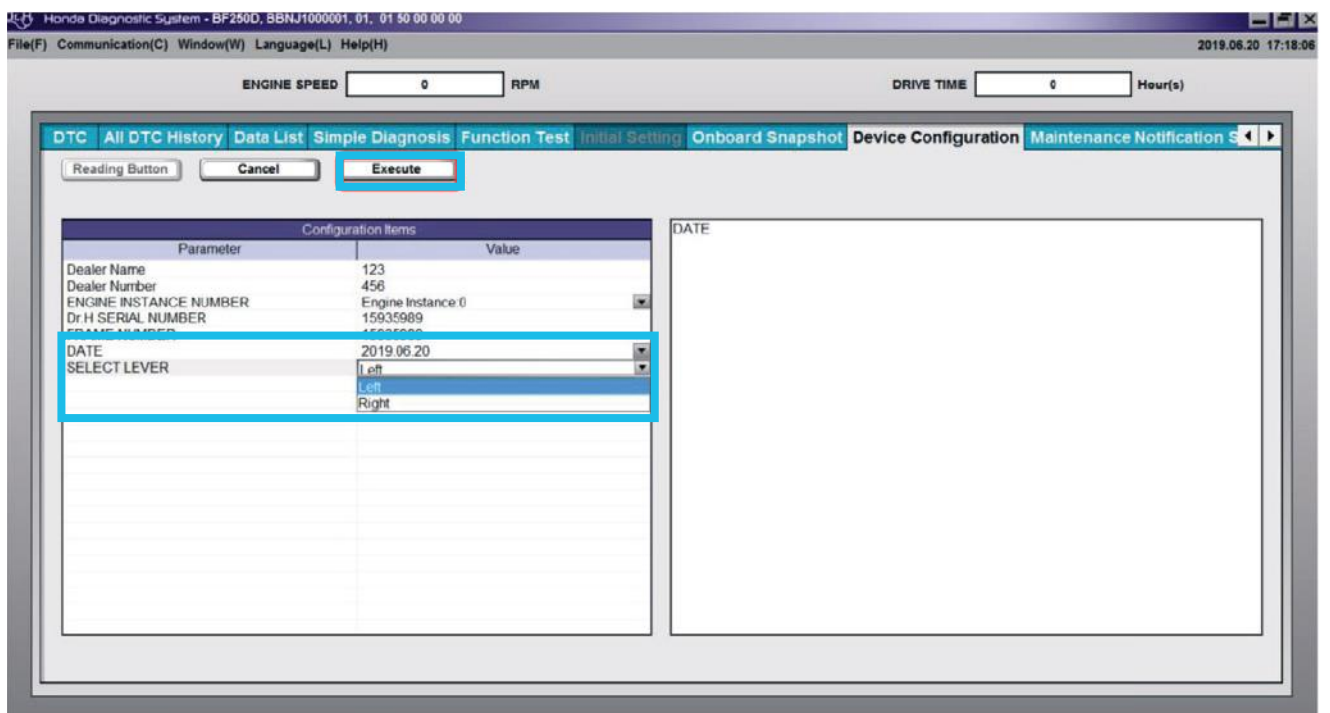 Honda Diagnostic System - BF250D, BBNJ1000001, 01, 01 50 00 00 00
File(F) Communication(C) Window(W) Language(L) Help(H) 2019.06.20 17:18:06
ENGINE SPEED 0 RPM DRIVE TIME 0 Hour(s)
DTC All DTC History Data List Simple Diagnosis Function Test Initial Setting Onboard Snapshot Device Configuration Maintenance Notification S
Reading Button Cancel Execute
Configuration Items DATE
Parameter Value
Dealer Name 123
Dealer Number 456
ENGINE INSTANCE NUMBER Engine Instance:0
Dr.H SERIAL NUMBER 15935989
FRAME NUMBER
DATE 2019.06.20
SELECT LEVER Left
Left
Right